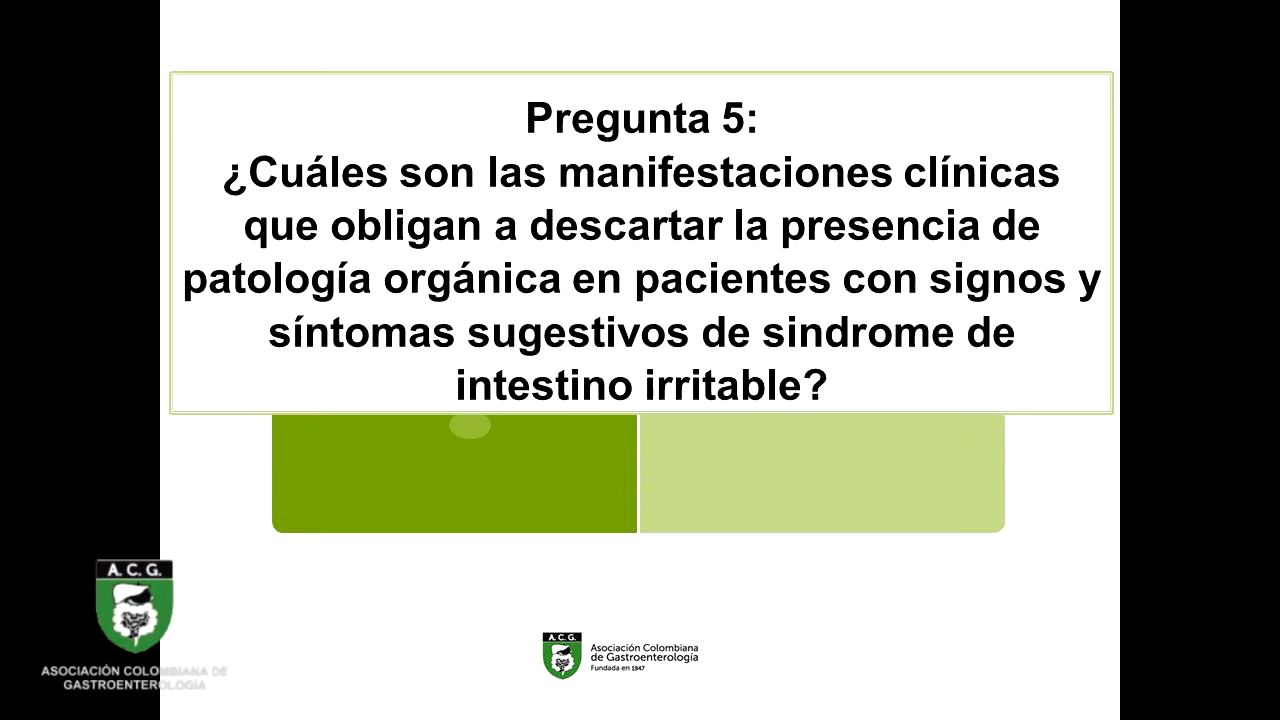 Pregunta 5:
¿Cuáles son las manifestaciones clínicas
que obligan a descartar la presencia de
patología orgánica en pacientes con signos y
síntomas sugestivos de sindrome de
intestino irritable?
A. C. G.
ASOCIACIÓN COLOMBIANA DE
GASTROENTEROLOGÍA
A. C. G.
Asociación Colombiana
de Gastroenterología
Fundada en 1947